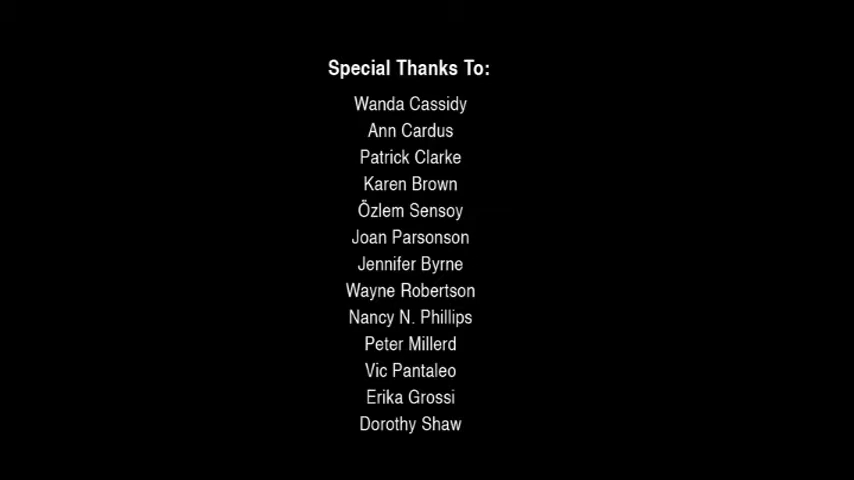 Special Thanks To:
Wanda Cassidy
Ann Cardus
Patrick Clarke
Karen Brown
Özlem Sensoy
Joan Parsonson
Jennifer Byrne
Wayne Robertson
Nancy N. Phillips
Peter Millerd
Vic Pantaleo
Erika Grossi
Dorothy Shaw